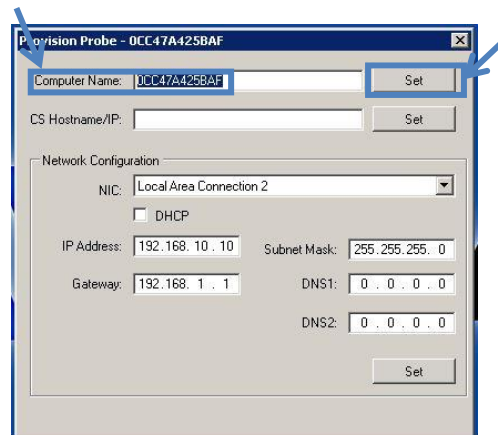 Provision Probe - 0CC47A425BAF
Computer Name: 0CC47A425BAF Set
CS Hostname/IP: Set
Network Configuration
NIC: Local Area Connection 2
DHCP
IP Address: 192.168. 10 . 10 Subnet Mask: 255.255.255. 0
Gateway: 192.168. 1 . 1 DNS1: 0 . 0 . 0 . 0
DNS2: 0 . 0 . 0 . 0
Set